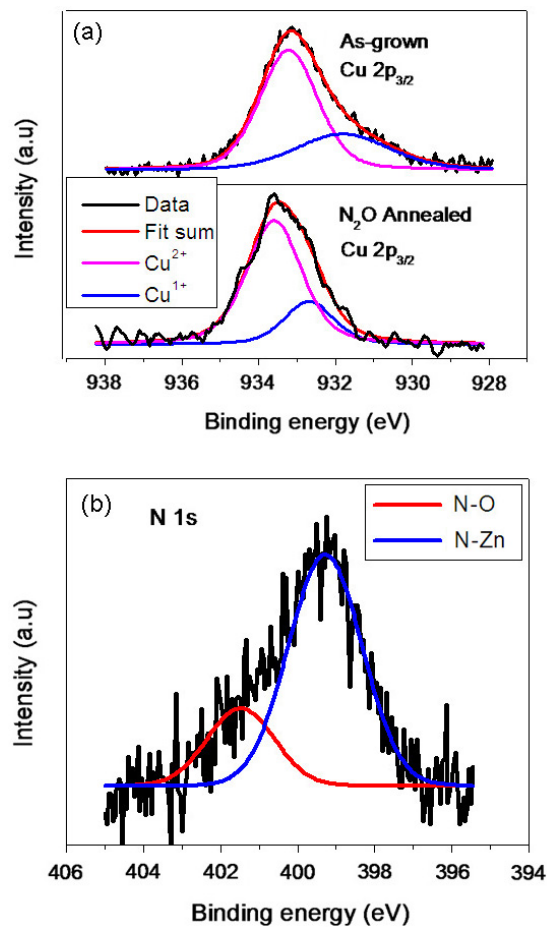 (a)
As-grown
Cu 2p3/2
Intensity (a.u)
Data
Fit sum
Cu2+
Cu1+
N2O Annealed
Cu 2p3/2
938 936 934 932 930 928
Binding energy (eV)
(b)
N 1s
N-O
N-Zn
Intensity (a.u)
406 404 402 400 398 396 394
Binding energy (eV)